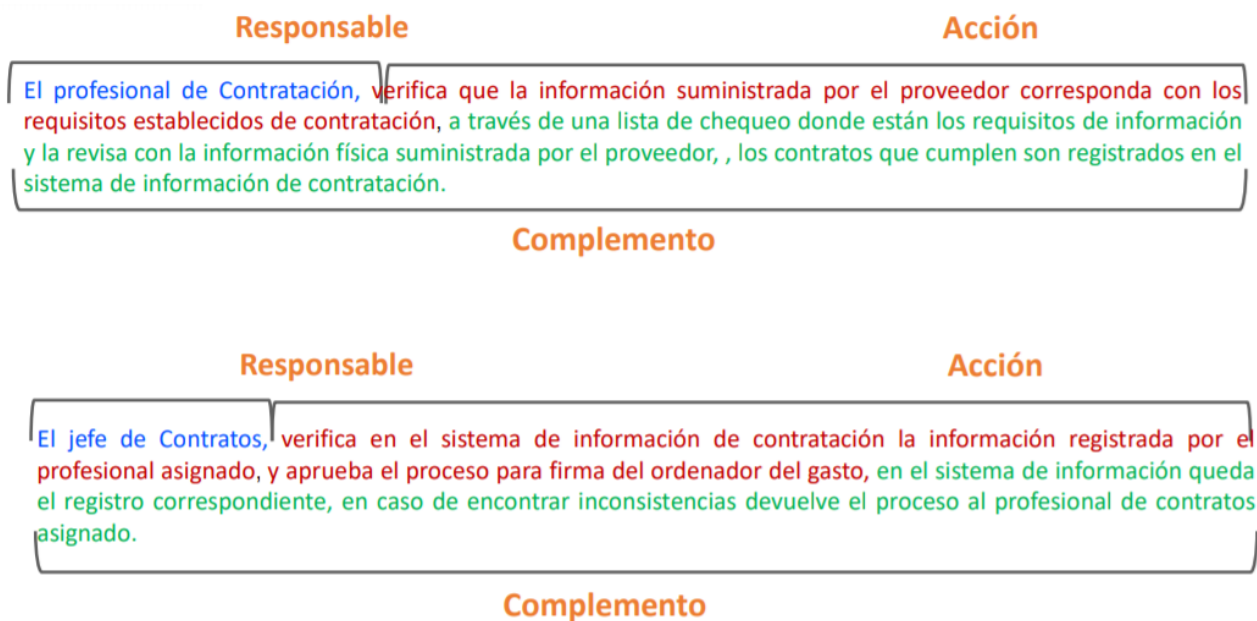 Responsable Acción
El profesional de Contratación, verifica que la información suministrada por el proveedor corresponda con los
requisitos establecidos de contratación, a través de una lista de chequeo donde están los requisitos de información
y la revisa con la información física suministrada por el proveedor, , los contratos que cumplen son registrados en el
sistema de información de contratación.
Complemento
Responsable Acción
El jefe de Contratos, verifica en el sistema de información de contratación la información registrada por el
profesional asignado, y aprueba el proceso para firma del ordenador del gasto, en el sistema de información queda
el registro correspondiente, en caso de encontrar inconsistencias devuelve el proceso al profesional de contratos
asignado.
Complemento